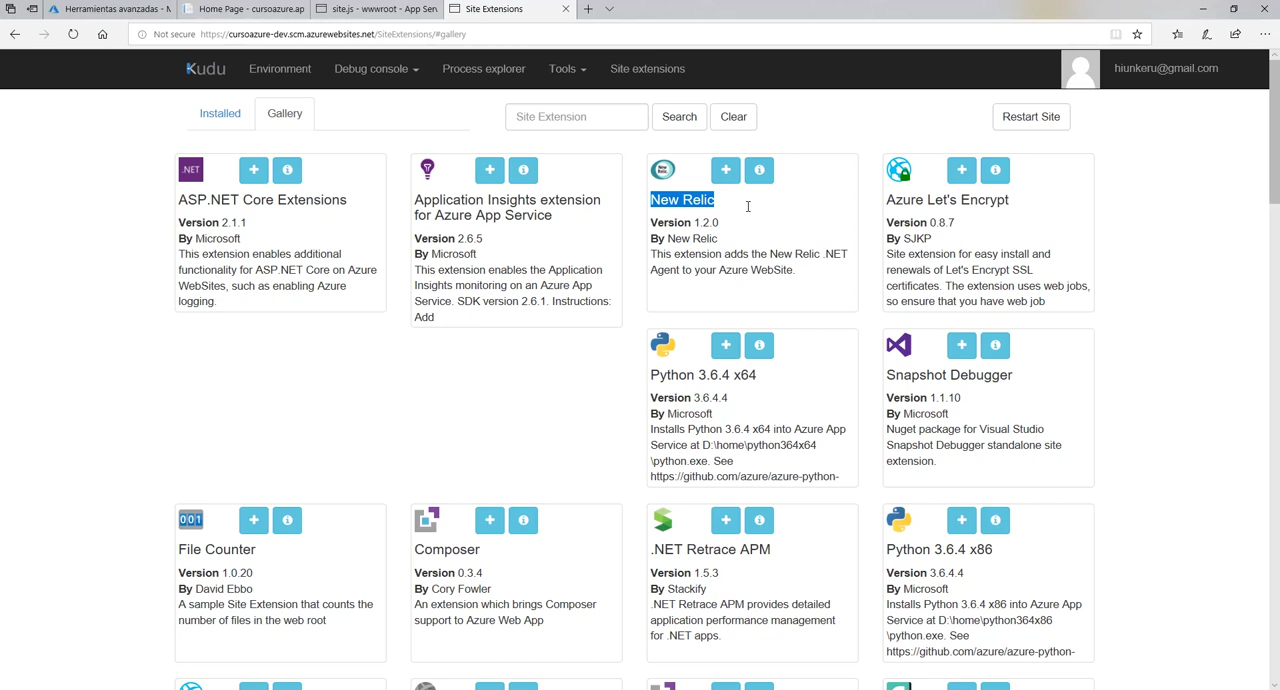 Herramientas avanzadas - M
Home Page - cursoazure.ap
site.js - wwwroot - App Serv
Site Extensions
Not secure https://cursoazure-dev.scm.azurewebsites.net/SiteExtensions/#gallery
Kudu
Environment
Debug console
Process explorer
Tools
Site extensions
hiunkeru@gmail.com
Installed
Gallery
Site Extension
Search
Clear
Restart Site
.NET
ASP.NET Core Extensions
Version 2.1.1
By Microsoft
This extension enables additional
functionality for ASP.NET Core on Azure
WebSites, such as enabling Azure
logging.
Application Insights extension
for Azure App Service
Version 2.6.5
By Microsoft
This extension enables the Application
Insights monitoring on an Azure App
Service. SDK version 2.6.1. Instructions:
Add
New Relic
New Relic
Version 1.2.0
By New Relic
This extension adds the New Relic .NET
Agent to your Azure WebSite.
Azure Let's Encrypt
Version 0.8.7
By SJKP
Site extension for easy install and
renewals of Let's Encrypt SSL
certificates. The extension uses web jobs,
so ensure that you have web job
Python 3.6.4 x64
Version 3.6.4.4
By Microsoft
Installs Python 3.6.4 x64 into Azure App
Service at D:\home\python364x64
\python.exe. See
https://github.com/azure/azure-python-
Snapshot Debugger
Version 1.1.10
By Microsoft
Nuget package for Visual Studio
Snapshot Debugger standalone site
extension.
001
File Counter
Version 1.0.20
By David Ebbo
A sample Site Extension that counts the
number of files in the web root
Composer
Version 0.3.4
By Cory Fowler
An extension which brings Composer
support to Azure Web App
.NET Retrace APM
Version 1.5.3
By Stackify
.NET Retrace APM provides detailed
application performance management
for .NET apps.
Python 3.6.4 x86
Version 3.6.4.4
By Microsoft
Installs Python 3.6.4 x86 into Azure App
Service at D:\home\python364x86
\python.exe. See
https://github.com/azure/azure-python-